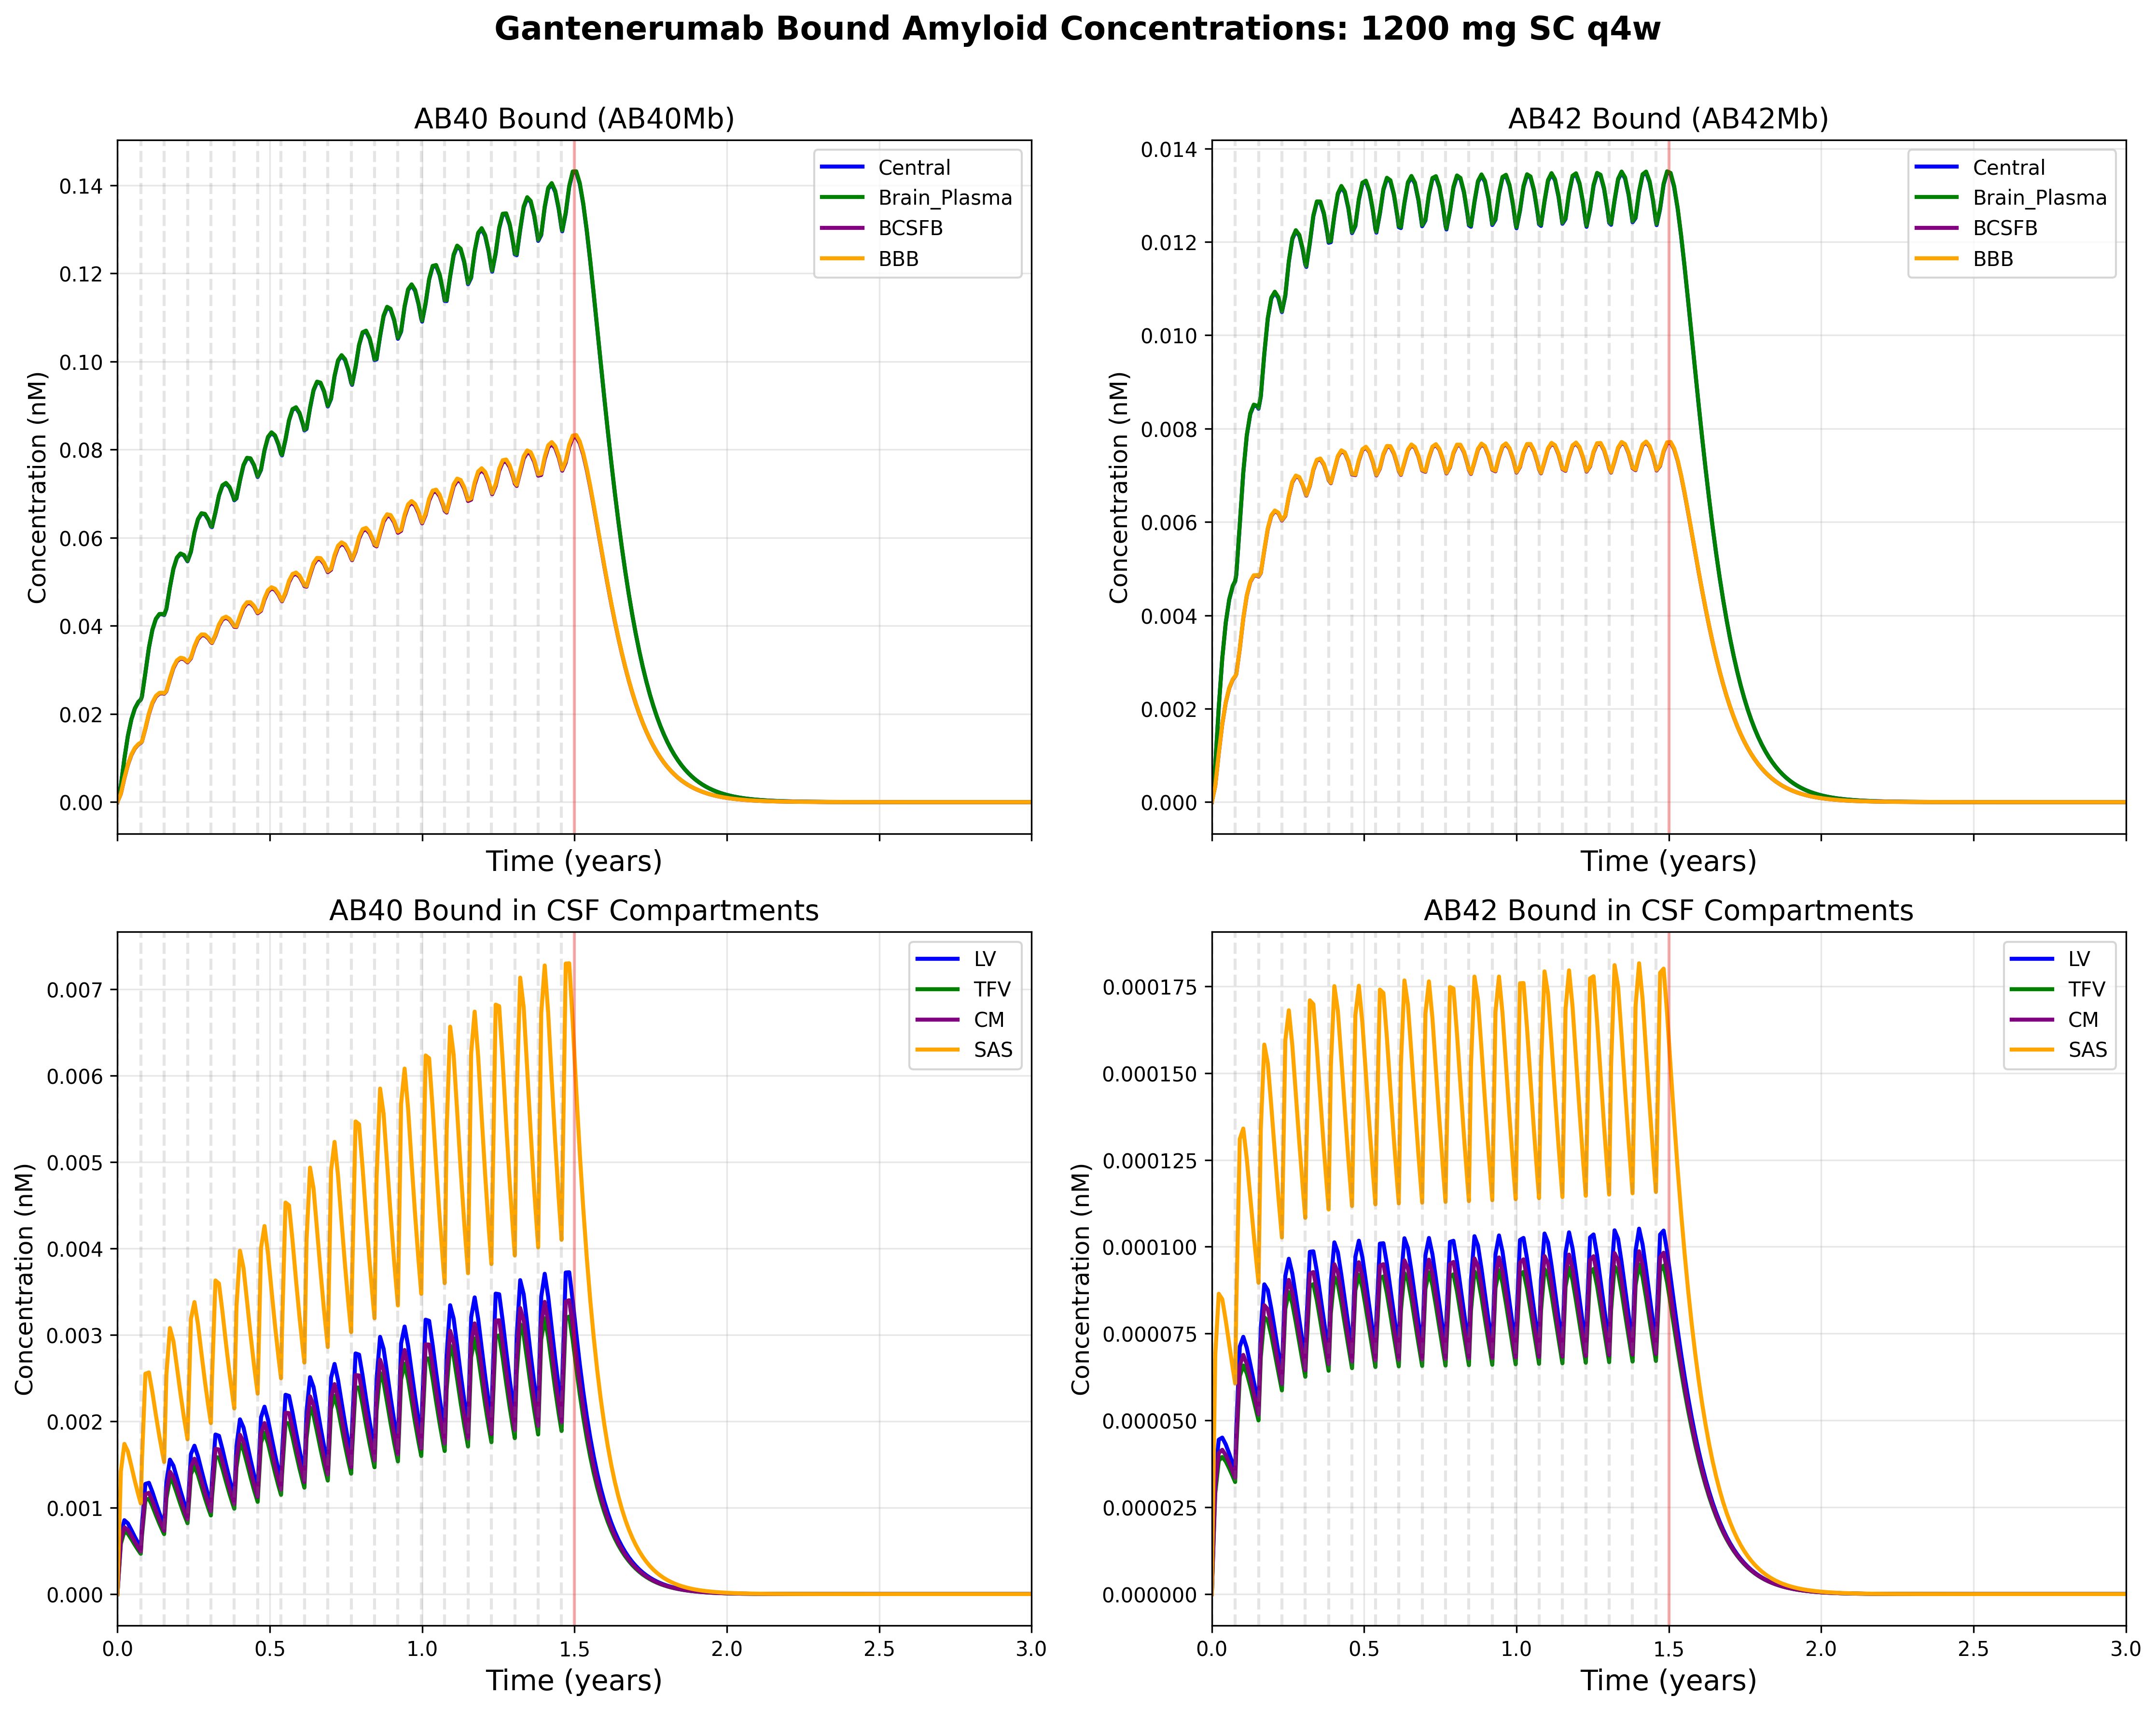 Gantenerumab Bound Amyloid Concentrations: 1200 mg SC q4w
AB40 Bound (AB40Mb)
Concentration (nM)
0.14
0.12
0.10
0.08
0.06
0.04
0.02
0.00
Central
Brain_Plasma
BCSFB
BBB
Time (years)
AB42 Bound (AB42Mb)
Concentration (nM)
0.014
0.012
0.010
0.008
0.006
0.004
0.002
0.000
Central
Brain_Plasma
BCSFB
BBB
Time (years)
AB40 Bound in CSF Compartments
Concentration (nM)
0.007
0.006
0.005
0.004
0.003
0.002
0.001
0.000
LV
TFV
CM
SAS
0.0 0.5 1.0 1.5 2.0 2.5 3.0
Time (years)
AB42 Bound in CSF Compartments
Concentration (nM)
0.000175
0.000150
0.000125
0.000100
0.000075
0.000050
0.000025
0.000000
LV
TFV
CM
SAS
0.0 0.5 1.0 1.5 2.0 2.5 3.0
Time (years)